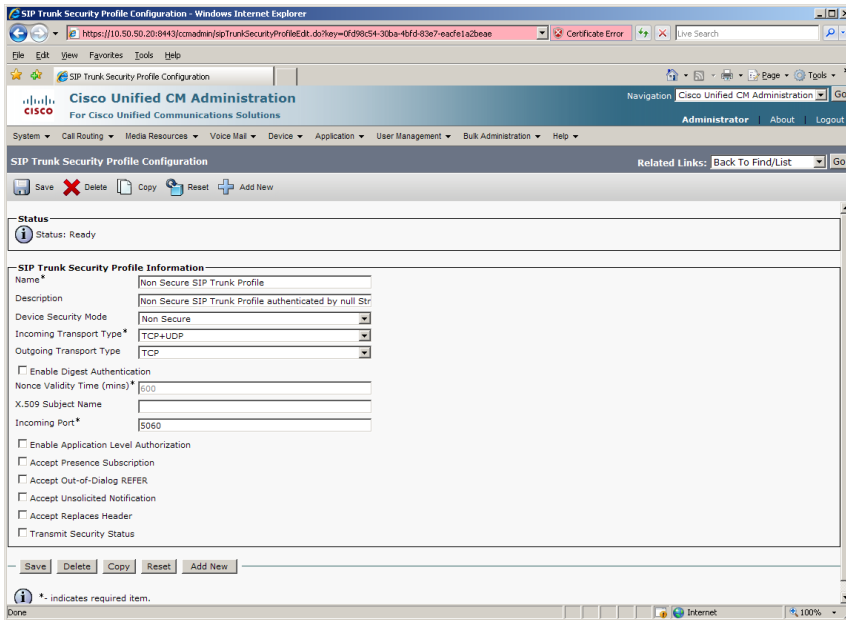 SIP Trunk Security Profile Configuration - Windows Internet Explorer
https://10.50.50.20:8443/ccmadmin/sipTrunkSecurityProfileEdit.do?key=0fd98c54-30ba-4bfd-83e7-eacfe1a2beae Certificate Error Live Search
File Edit View Favorites Tools Help
SIP Trunk Security Profile Configuration Page Tools
cisco Cisco Unified CM Administration
For Cisco Unified Communications Solutions
Navigation Cisco Unified CM Administration Go
Administrator | About | Logout
System Call Routing Media Resources Voice Mail Device Application User Management Bulk Administration Help
SIP Trunk Security Profile Configuration Related Links: Back To Find/List Go
Save Delete Copy Reset Add New
Status
Status: Ready
SIP Trunk Security Profile Information
Name* Non Secure SIP Trunk Profile
Description Non Secure SIP Trunk Profile authenticated by null Str
Device Security Mode Non Secure
Incoming Transport Type* TCP+UDP
Outgoing Transport Type TCP
Enable Digest Authentication
Nonce Validity Time (mins)* 600
X.509 Subject Name
Incoming Port* 5060
Enable Application Level Authorization
Accept Presence Subscription
Accept Out-of-Dialog REFER
Accept Unsolicited Notification
Accept Replaces Header
Transmit Security Status
Save Delete Copy Reset Add New
*- indicates required item.
Done Internet 100%